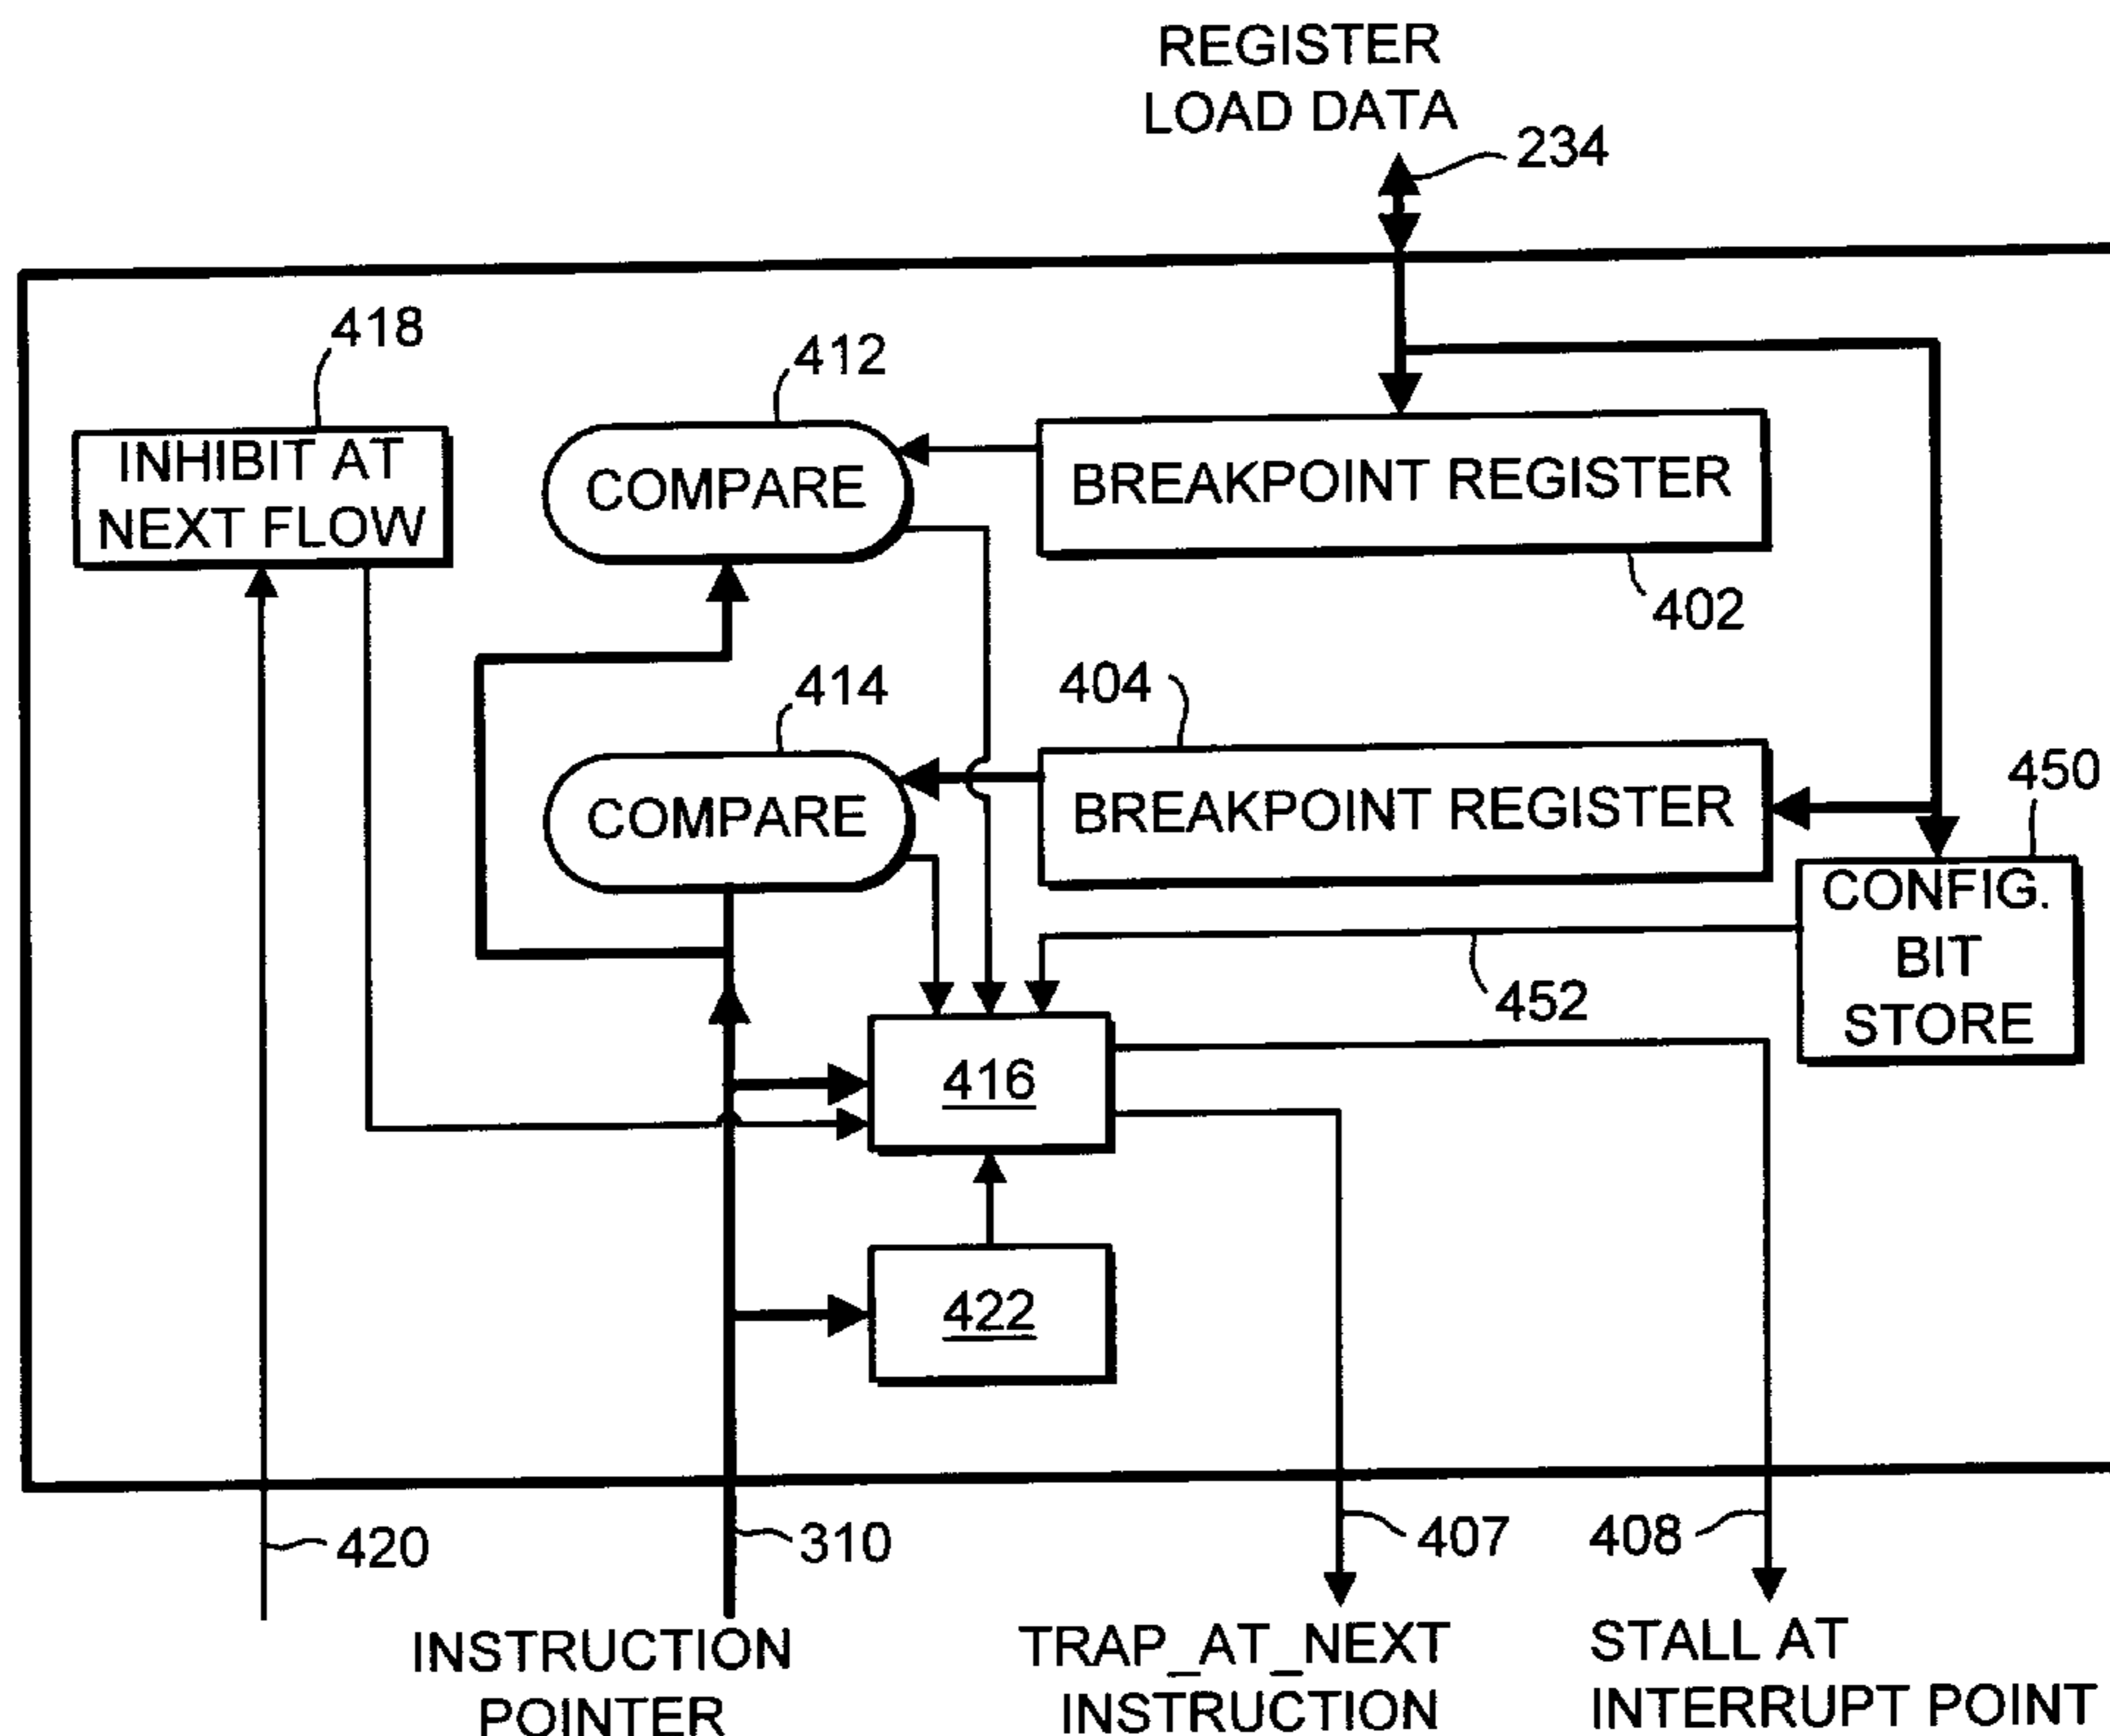 REGISTER
LOAD DATA
234
418
412
INHIBIT AT
NEXT FLOW
COMPARE
BREAKPOINT REGISTER
402
414
404
COMPARE
BREAKPOINT REGISTER
450
CONFIG.
BIT
STORE
452
416
422
420
310
407
408
INSTRUCTION
POINTER
TRAP_AT_NEXT
INSTRUCTION
STALL AT
INTERRUPT POINT